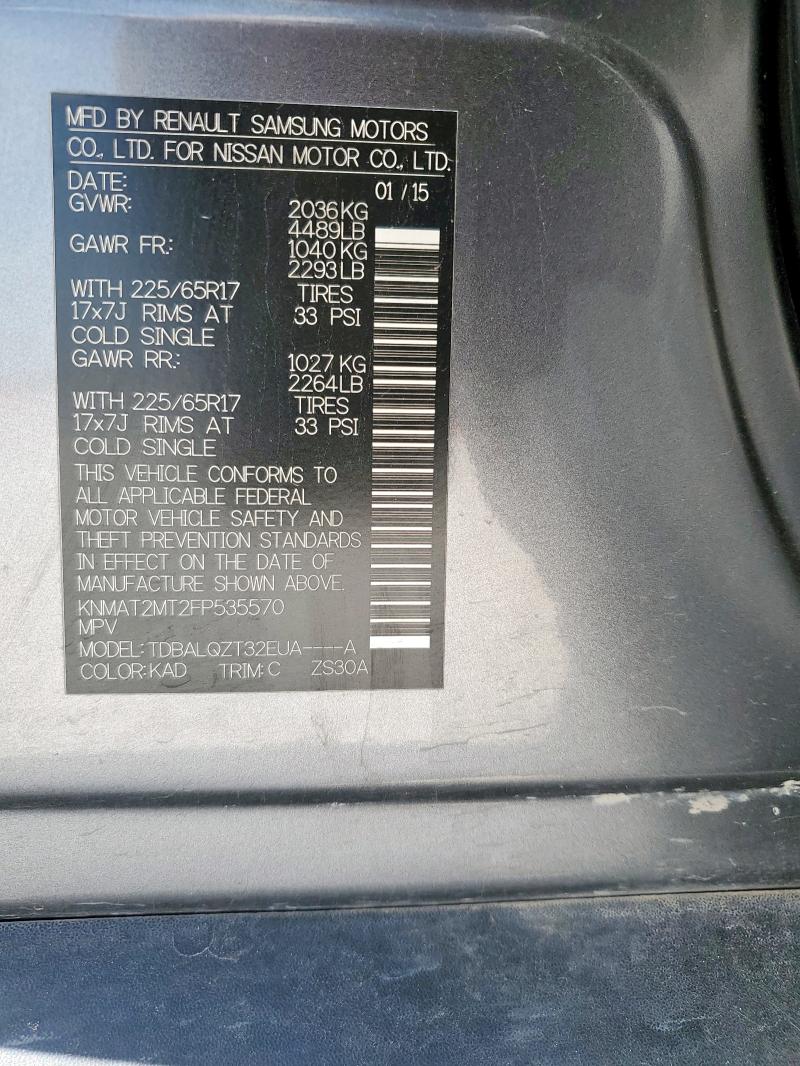 MFD BY RENAULT SAMSUNG MOTORS
CO., LTD. FOR NISSAN MOTOR CO., LTD.
DATE: 01 / 15
GVWR: 2036KG
4489LB
GAWR FR.: 1040KG
2293LB
WITH 225/65R17 TIRES
17x7J RIMS AT 33 PSI
COLD SINGLE
GAWR RR.: 1027KG
2264LB
WITH 225/65R17 TIRES
17x7J RIMS AT 33 PSI
COLD SINGLE
THIS VEHICLE CONFORMS TO
ALL APPLICABLE FEDERAL
MOTOR VEHICLE SAFETY AND
THEFT PREVENTION STANDARDS
IN EFFECT ON THE DATE OF
MANUFACTURE SHOWN ABOVE.
KNMAT2MT2FP535570
MPV
MODEL: TDBALQZT32EUA----A
COLOR: KAD TRIM: C ZS30A